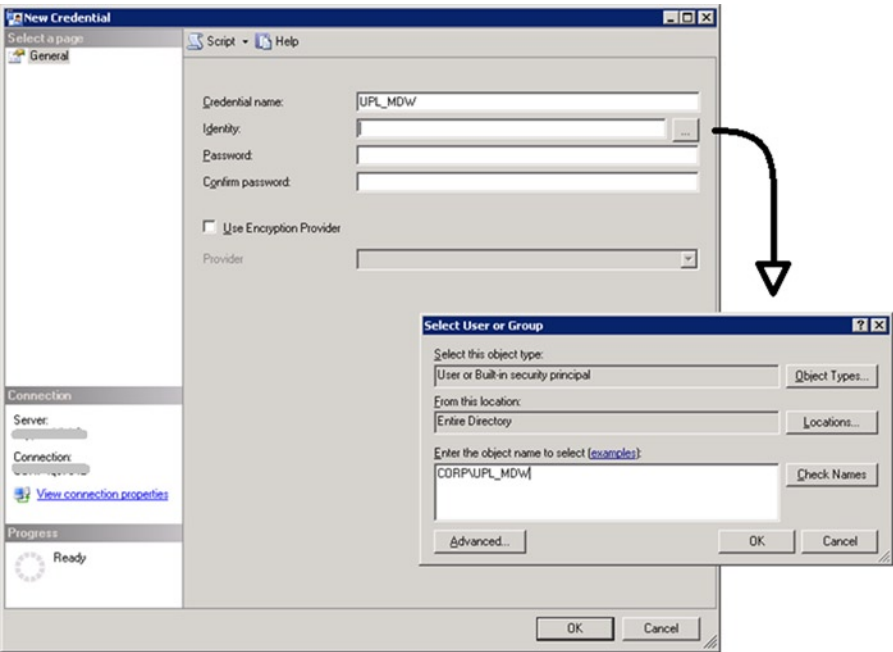 New Credential
Select a page
General
Script Help
Credential name: UPL_MDW
Identity: ...
Password:
Confirm password:
Use Encryption Provider
Provider
Connection
Server:
Connection:
View connection properties
Progress
Ready
OK Cancel
Select User or Group
Select this object type:
User or Built-in security principal Object Types...
From this location:
Entire Directory Locations...
Enter the object name to select (examples):
CORP\UPL_MDW Check Names
Advanced... OK Cancel